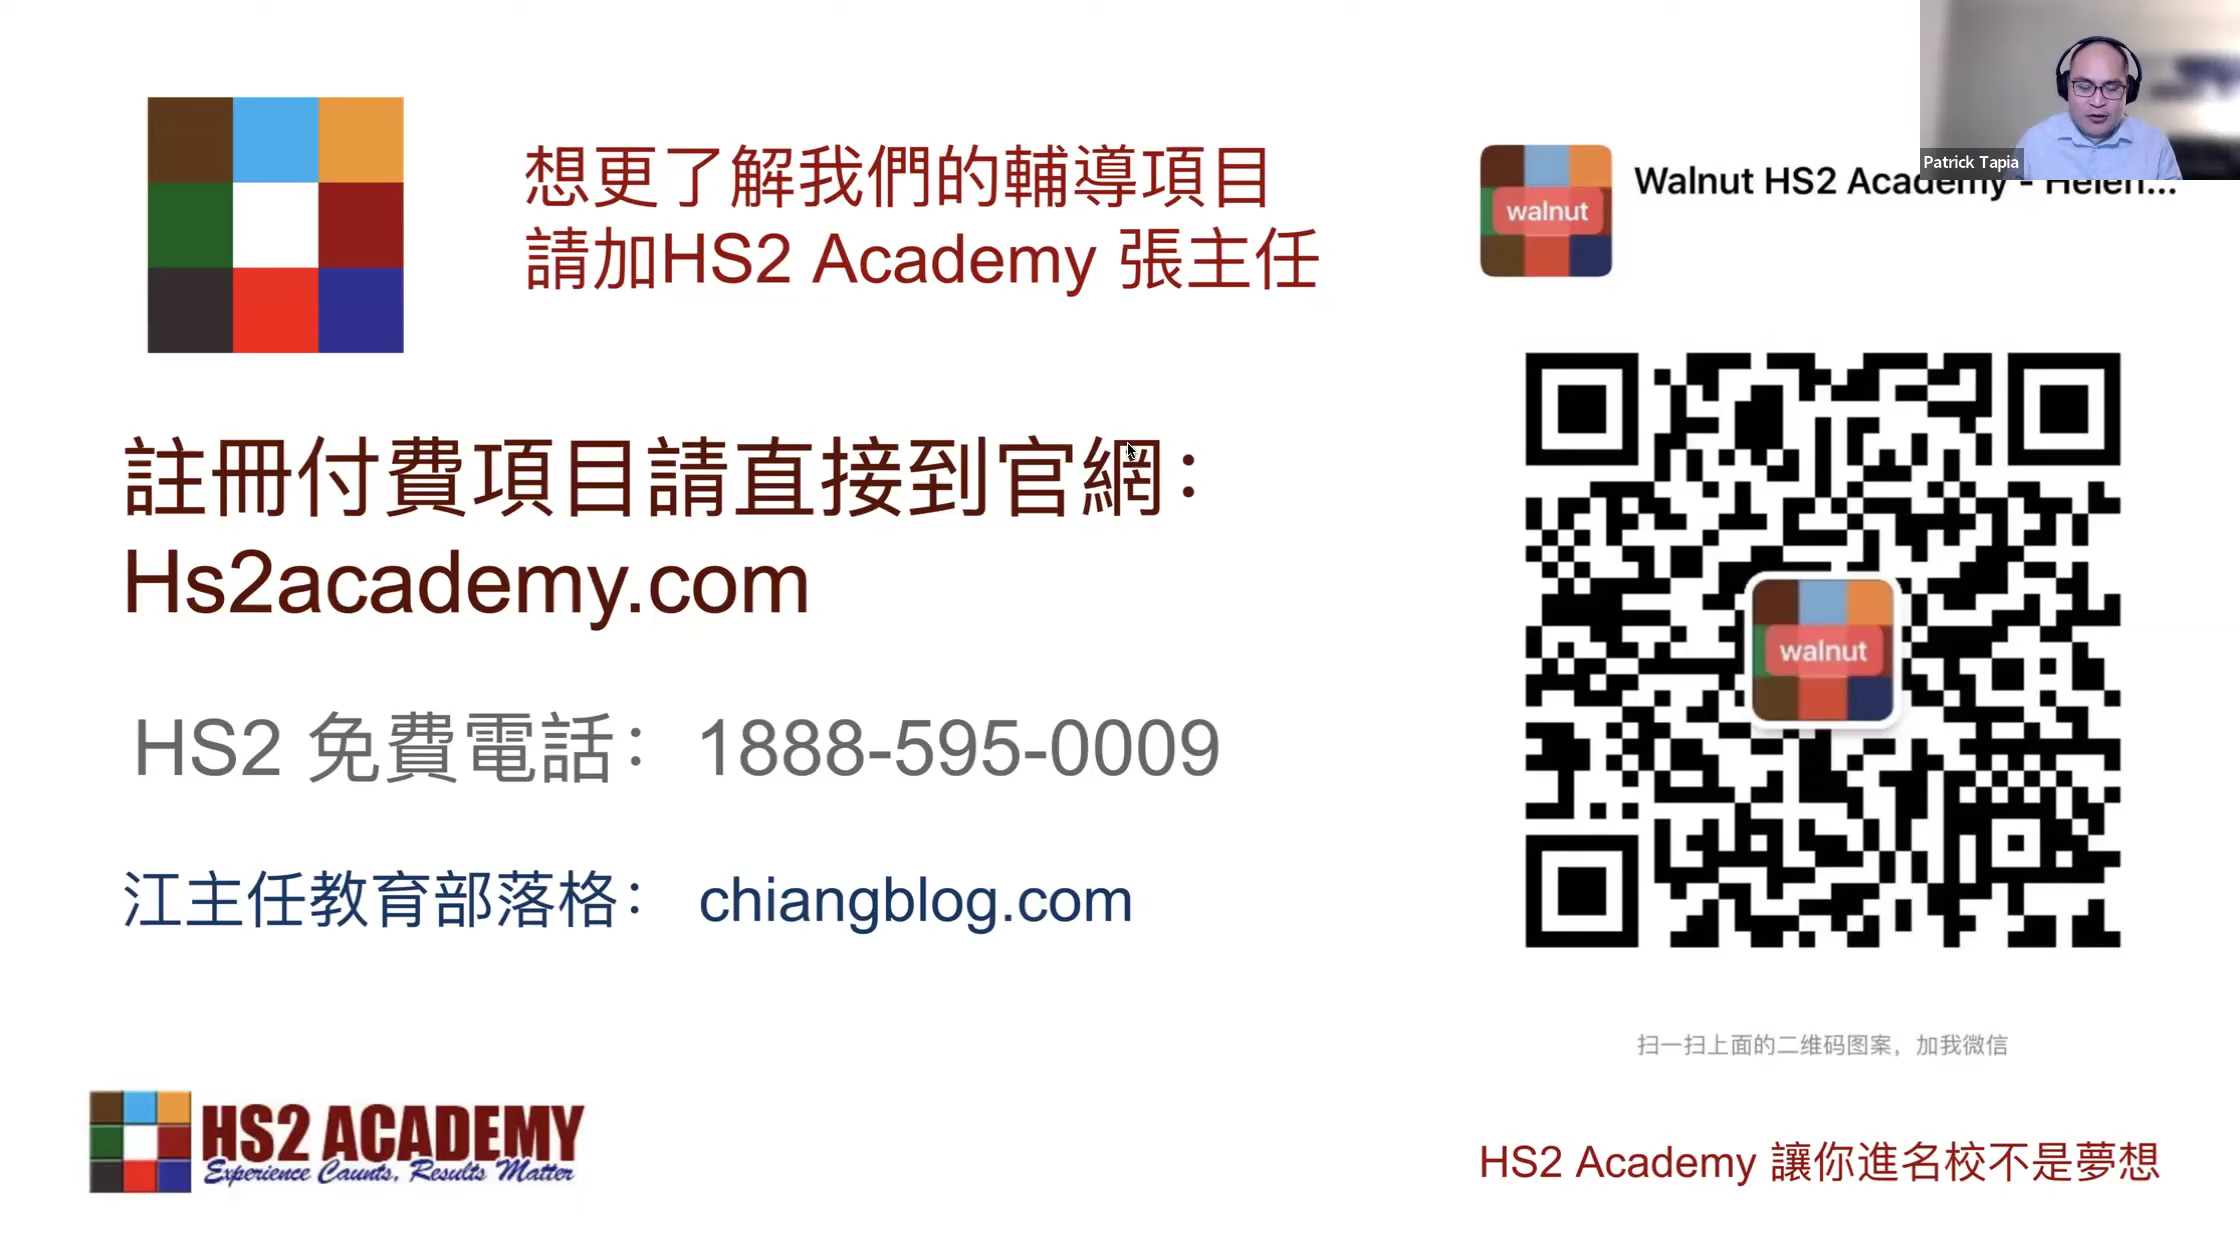 想更了解我們的輔導項目
請加HS2 Academy 張主任
walnut
Walnut HS2 Academy - Helen...
Patrick Tapia
註冊付費項目請直接到官網：
Hs2academy.com
HS2 免費電話： 1888-595-0009
江主任教育部落格： chiangblog.com
walnut
扫一扫上面的二维码图案，加我微信
HS2 ACADEMY
Experience Counts, Results Matter
HS2 Academy 讓你進名校不是夢想